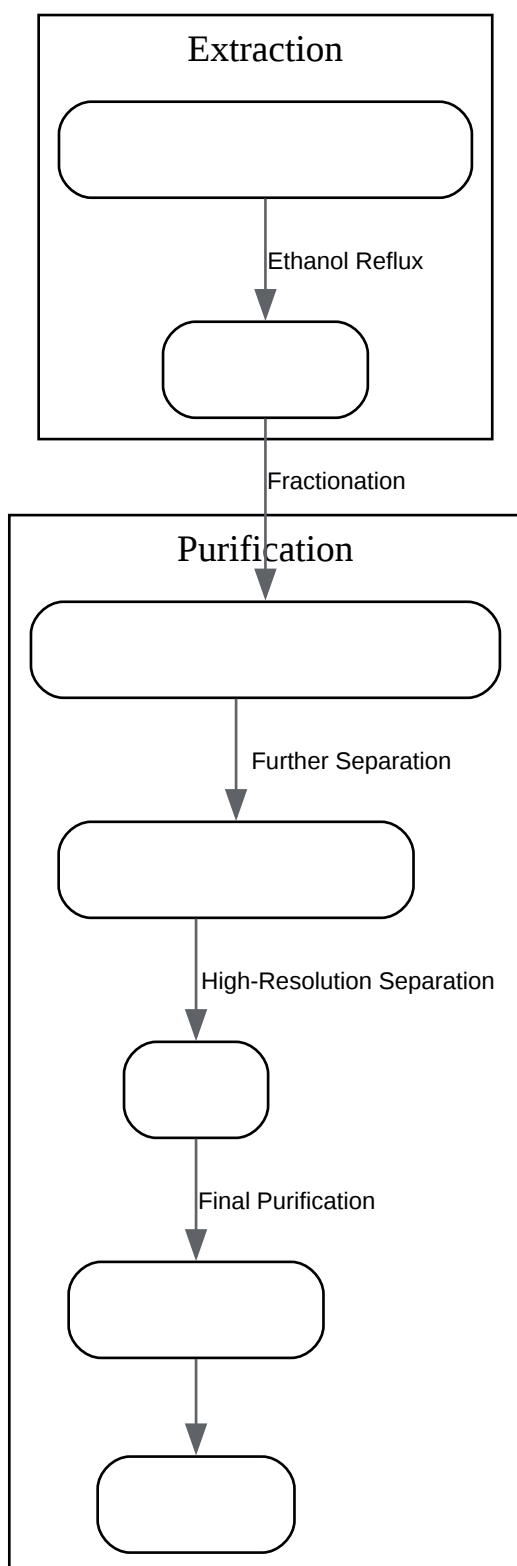 Extraction
Ethanol Reflux
Fractionation
Purification
Further Separation
High-Resolution Separation
Final Purification